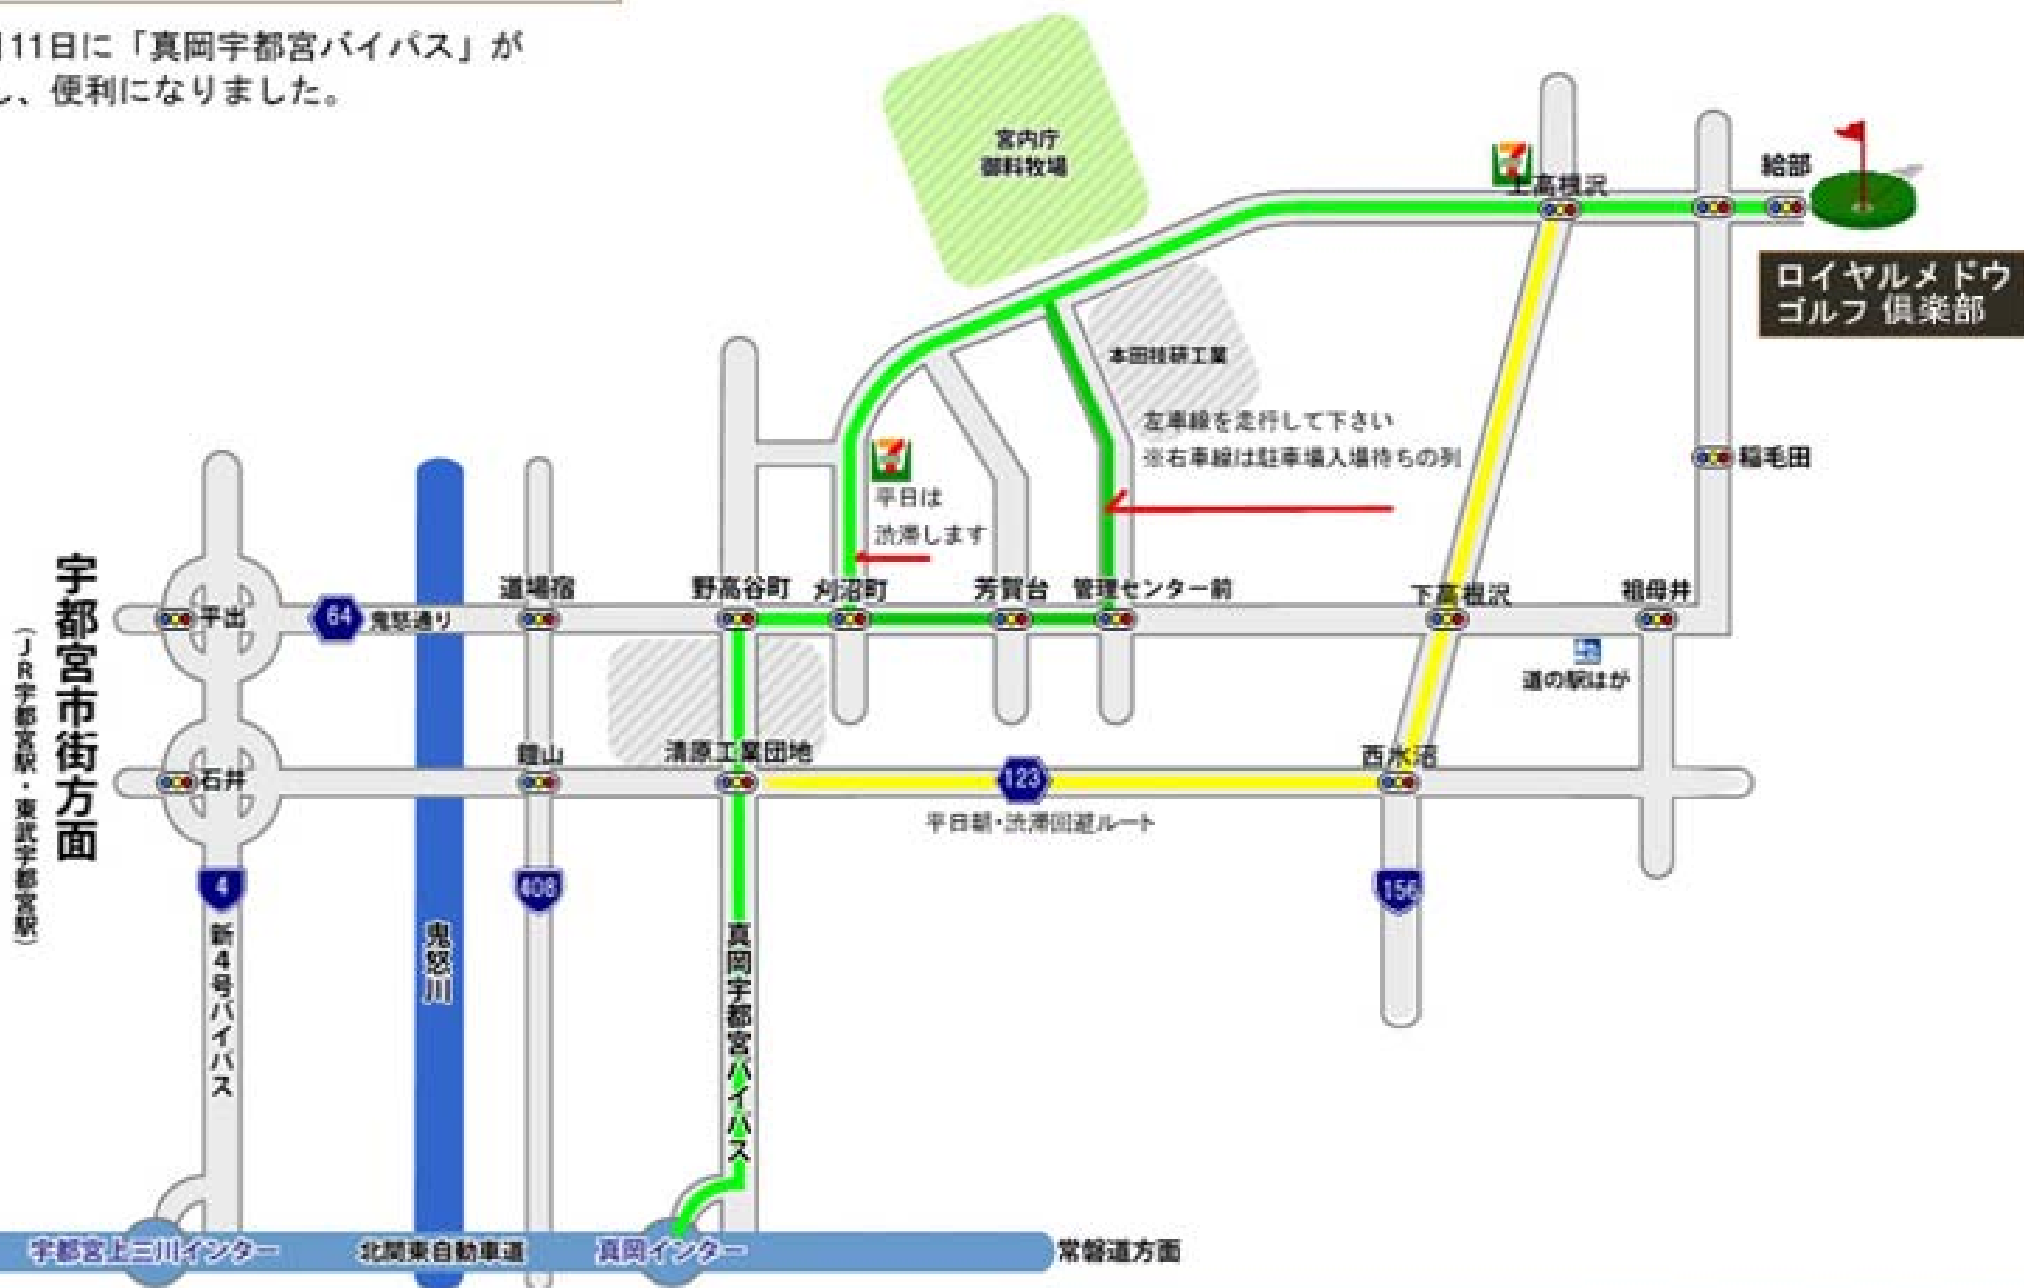 11日に「真岡宇都宮バイパス」が
し、便利になりました。
宮内庁
御料牧場
上高根沢
給部
ロイヤルメドウ
ゴルフ 倶楽部
本田技研工業
左車線を走行して下さい
※右車線は駐車場入場待ちの列
稲毛田
平日は
渋滞します
宇都宮市街方面
(JR宇都宮駅・東武宇都宮駅)
平出
64
鬼怒通り
道場宿
野高谷町
刈沼町
芳賀台
管理センター前
下高根沢
祖母井
道の駅はが
石井
鐺山
清原工業団地
123
西水沼
平日朝・渋滞回避ルート
4
408
156
新4号バイパス
鬼怒川
真岡宇都宮バイパス
宇都宮上三川インター
北関東自動車道
真岡インター
常磐道方面